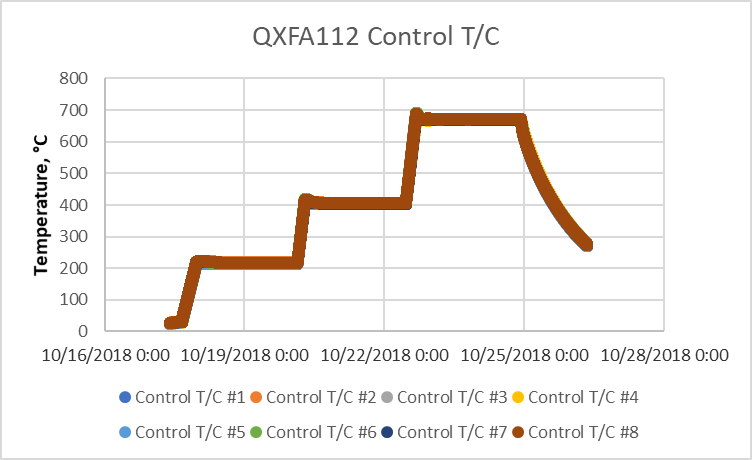 QXFA112 Control T/C
Temperature, °C
800
700
600
500
400
300
200
100
0
10/16/2018 0:00 10/19/2018 0:00 10/22/2018 0:00 10/25/2018 0:00 10/28/2018 0:00
Control T/C #1 Control T/C #2 Control T/C #3 Control T/C #4
Control T/C #5 Control T/C #6 Control T/C #7 Control T/C #8